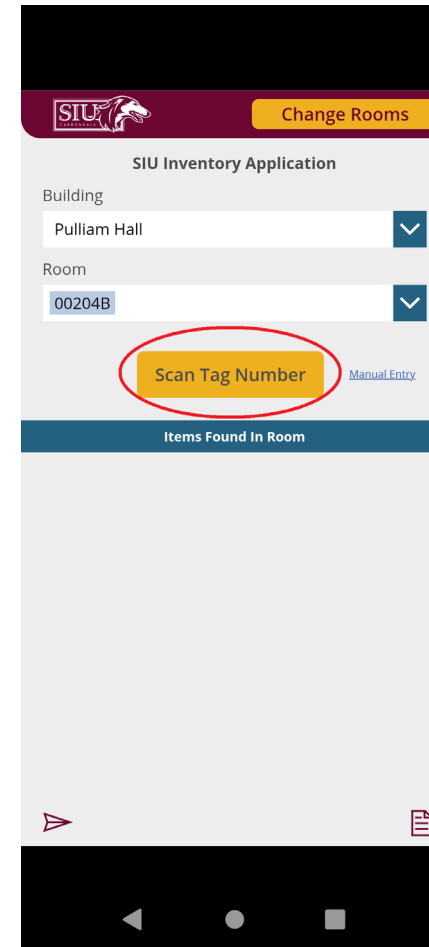 SIU
CARBONDALE
Change Rooms
SIU Inventory Application
Building
Pulliam Hall
Room
00204B
Scan Tag Number
Manual Entry
Items Found In Room